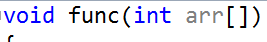 void func(int arr[])
{